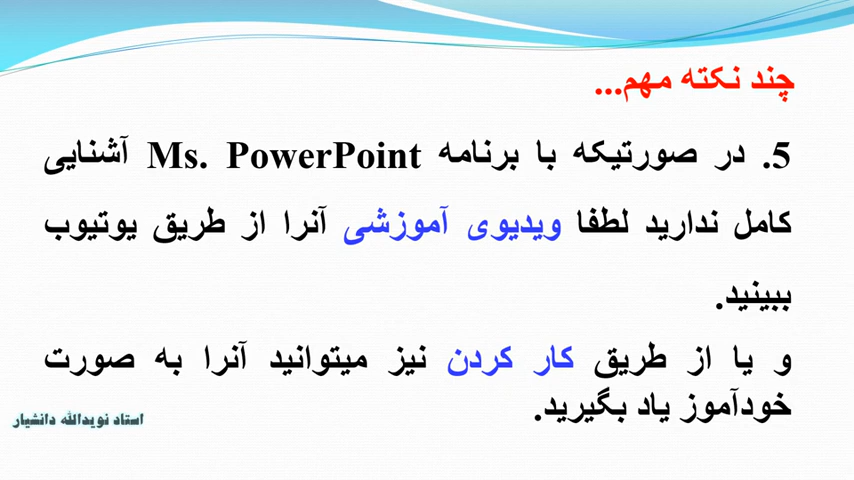 چند نکته مهم...
5. در صورتیکه با برنامه Ms. PowerPoint آشنایی
کامل ندارید لطفا ویدیوی آموزشی آنرا از طریق یوتیوب
ببینید.
و یا از طریق کار کردن نیز میتوانید آنرا به صورت
خودآموز یاد بگیرید.
استاد نویدالله دانشیار